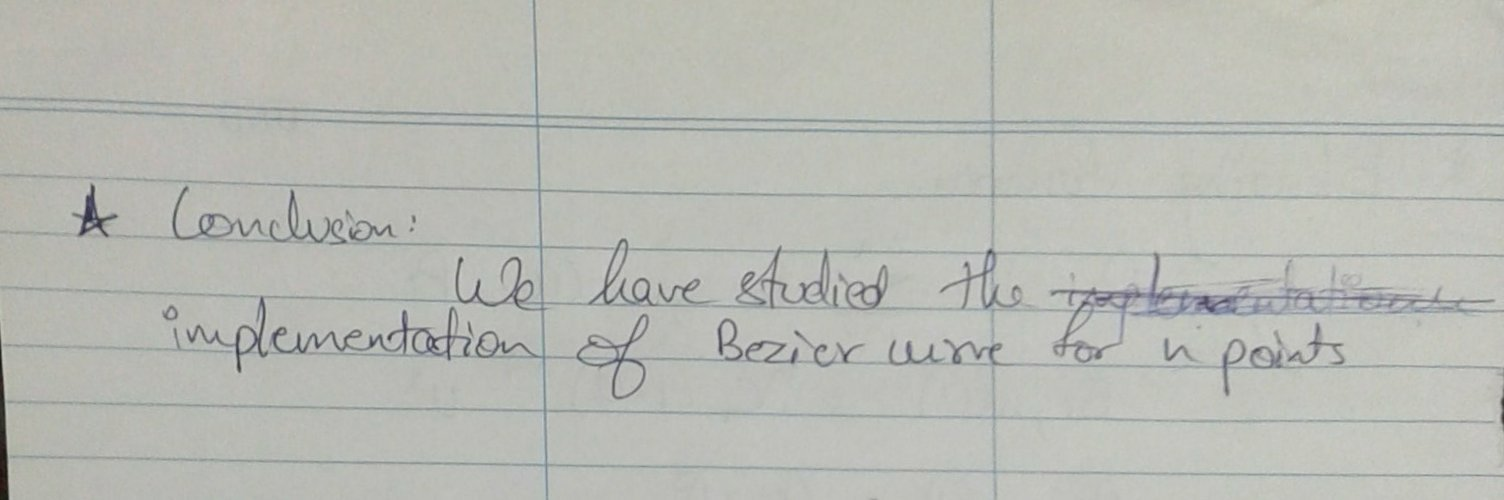 ★ Conclusion:
We have studied the
implementation of Bezier curve for n points